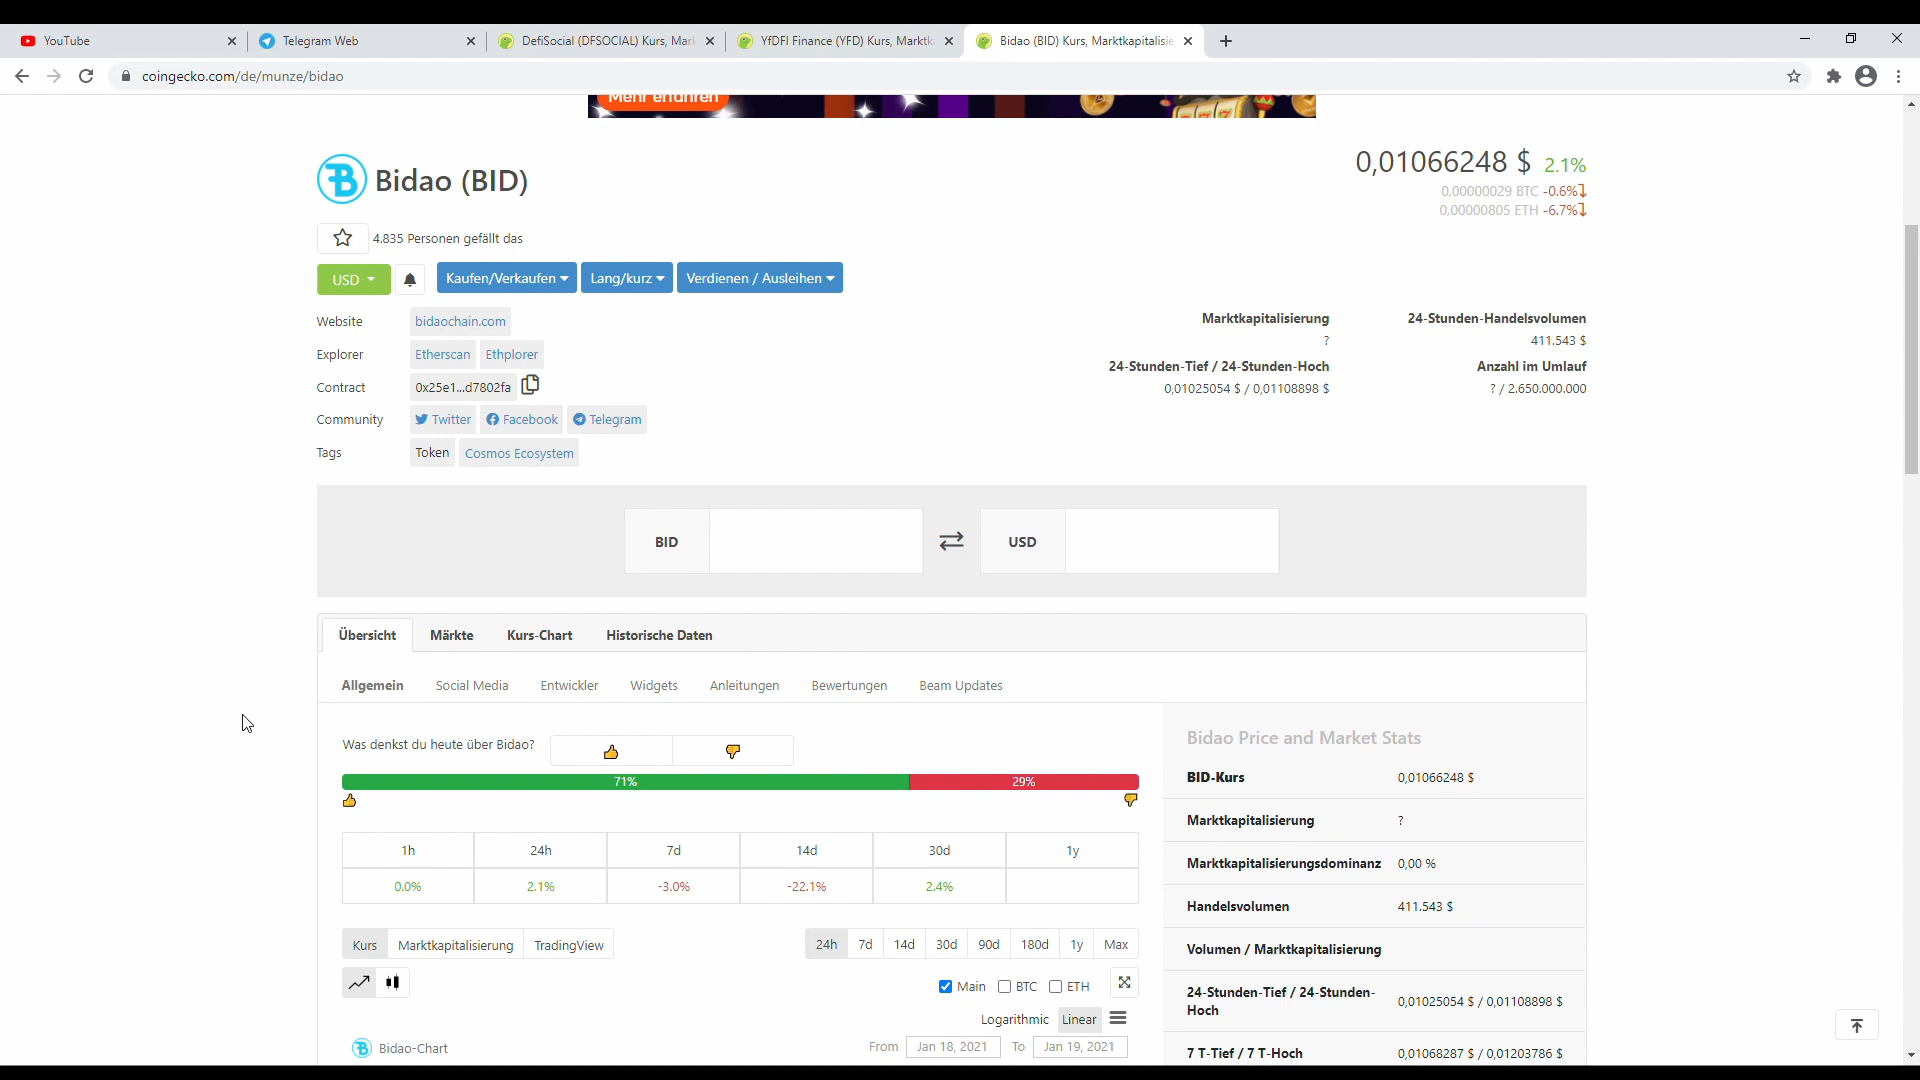 YouTube
Telegram Web
DefiSocial (DFSOCIAL) Kurs, Mark
YfDFI Finance (YFD) Kurs, Marktk
Bidao (BID) Kurs, Marktkapitalisie
coingecko.com/de/munze/bidao
Mehr erfahren
Bidao (BID)
0,01066248 $ 2.1%
0,00000029 BTC -0.6%
0,00000805 ETH -6.7%
4.835 Personen gefällt das
USD
Kaufen/Verkaufen
Lang/kurz
Verdienen / Ausleihen
Website bidaochain.com
Explorer Etherscan Ethplorer
Contract 0x25e1...d7802fa
Community Twitter Facebook Telegram
Tags Token Cosmos Ecosystem
Marktkapitalisierung
?
24-Stunden-Handelsvolumen
411.543 $
24-Stunden-Tief / 24-Stunden-Hoch
0,01025054 $ / 0,01108898 $
Anzahl im Umlauf
? / 2.650.000.000
BID
USD
Übersicht Märkte Kurs-Chart Historische Daten
Allgemein Social Media Entwickler Widgets Anleitungen Bewertungen Beam Updates
Was denkst du heute über Bidao?
71% 29%
1h 24h 7d 14d 30d 1y
0.0% 2.1% -3.0% -22.1% 2.4%
Kurs Marktkapitalisierung TradingView
24h 7d 14d 30d 90d 180d 1y Max
Main BTC ETH
Logarithmic Linear
Bidao-Chart
From Jan 18, 2021 To Jan 19, 2021
Bidao Price and Market Stats
BID-Kurs 0,01066248 $
Marktkapitalisierung ?
Marktkapitalisierungsdominanz 0,00 %
Handelsvolumen 411.543 $
Volumen / Marktkapitalisierung
24-Stunden-Tief / 24-Stunden-
Hoch
0,01025054 $ / 0,01108898 $
7 T-Tief / 7 T-Hoch 0,01068287 $ / 0,01203786 $